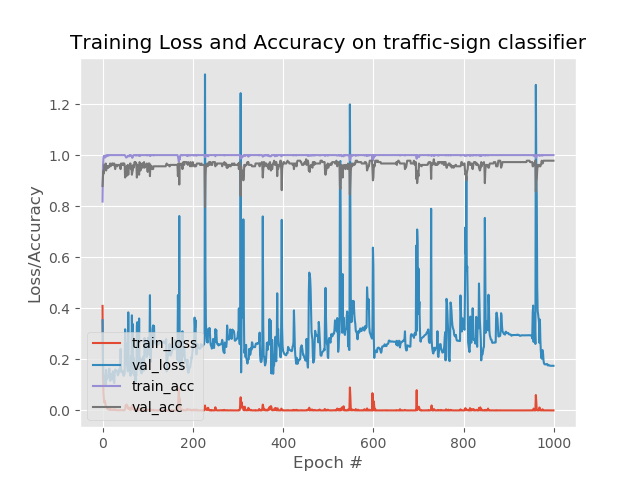 Training Loss and Accuracy on traffic-sign classifier
1.2
1.0
0.8
0.6
0.4
0.2
0.0
Loss/Accuracy
train_loss
val_loss
train_acc
val_acc
0 200 400 600 800 1000
Epoch #